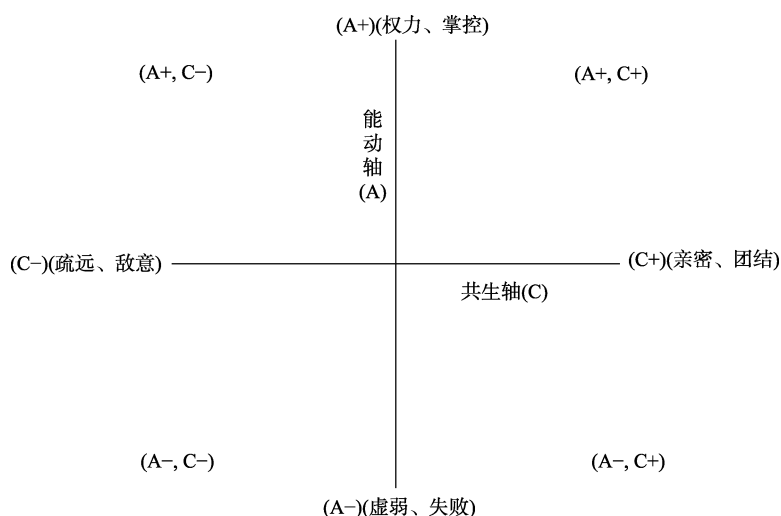 (A+)(权力、掌控)
(A+, C−)
(A+, C+)
能
动
轴
(A)
(C−)(疏远、敌意)
(C+)(亲密、团结)
共生轴(C)
(A−, C−)
(A−, C+)
(A−)(虚弱、失败)